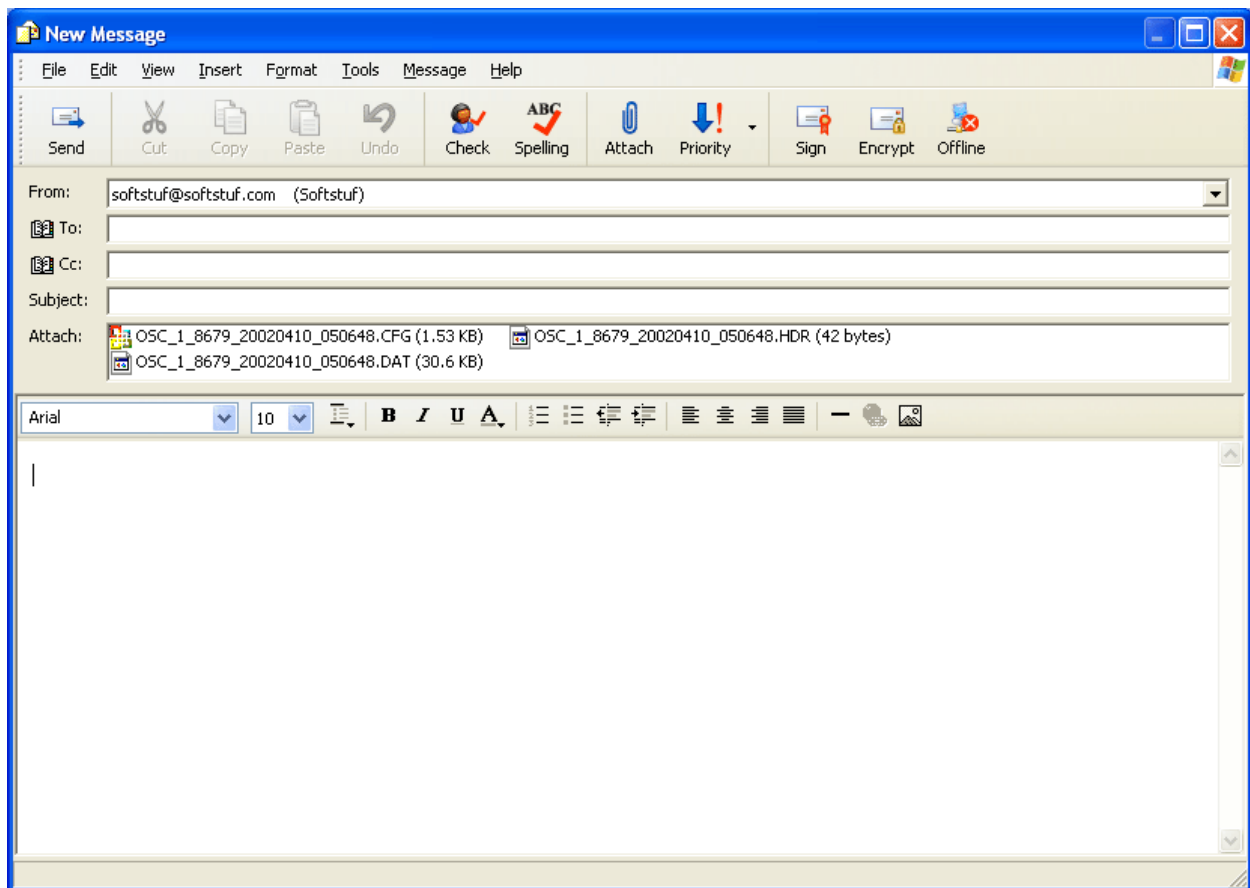 New Message
File Edit View Insert Format Tools Message Help
ABC
Send Cut Copy Paste Undo Check Spelling Attach Priority Sign Encrypt Offline
From: softstuf@softstuf.com (Softstuf)
To:
Cc:
Subject:
Attach: OSC_1_8679_20020410_050648.CFG (1.53 KB) OSC_1_8679_20020410_050648.HDR (42 bytes)
OSC_1_8679_20020410_050648.DAT (30.6 KB)
Arial 10 B I U A